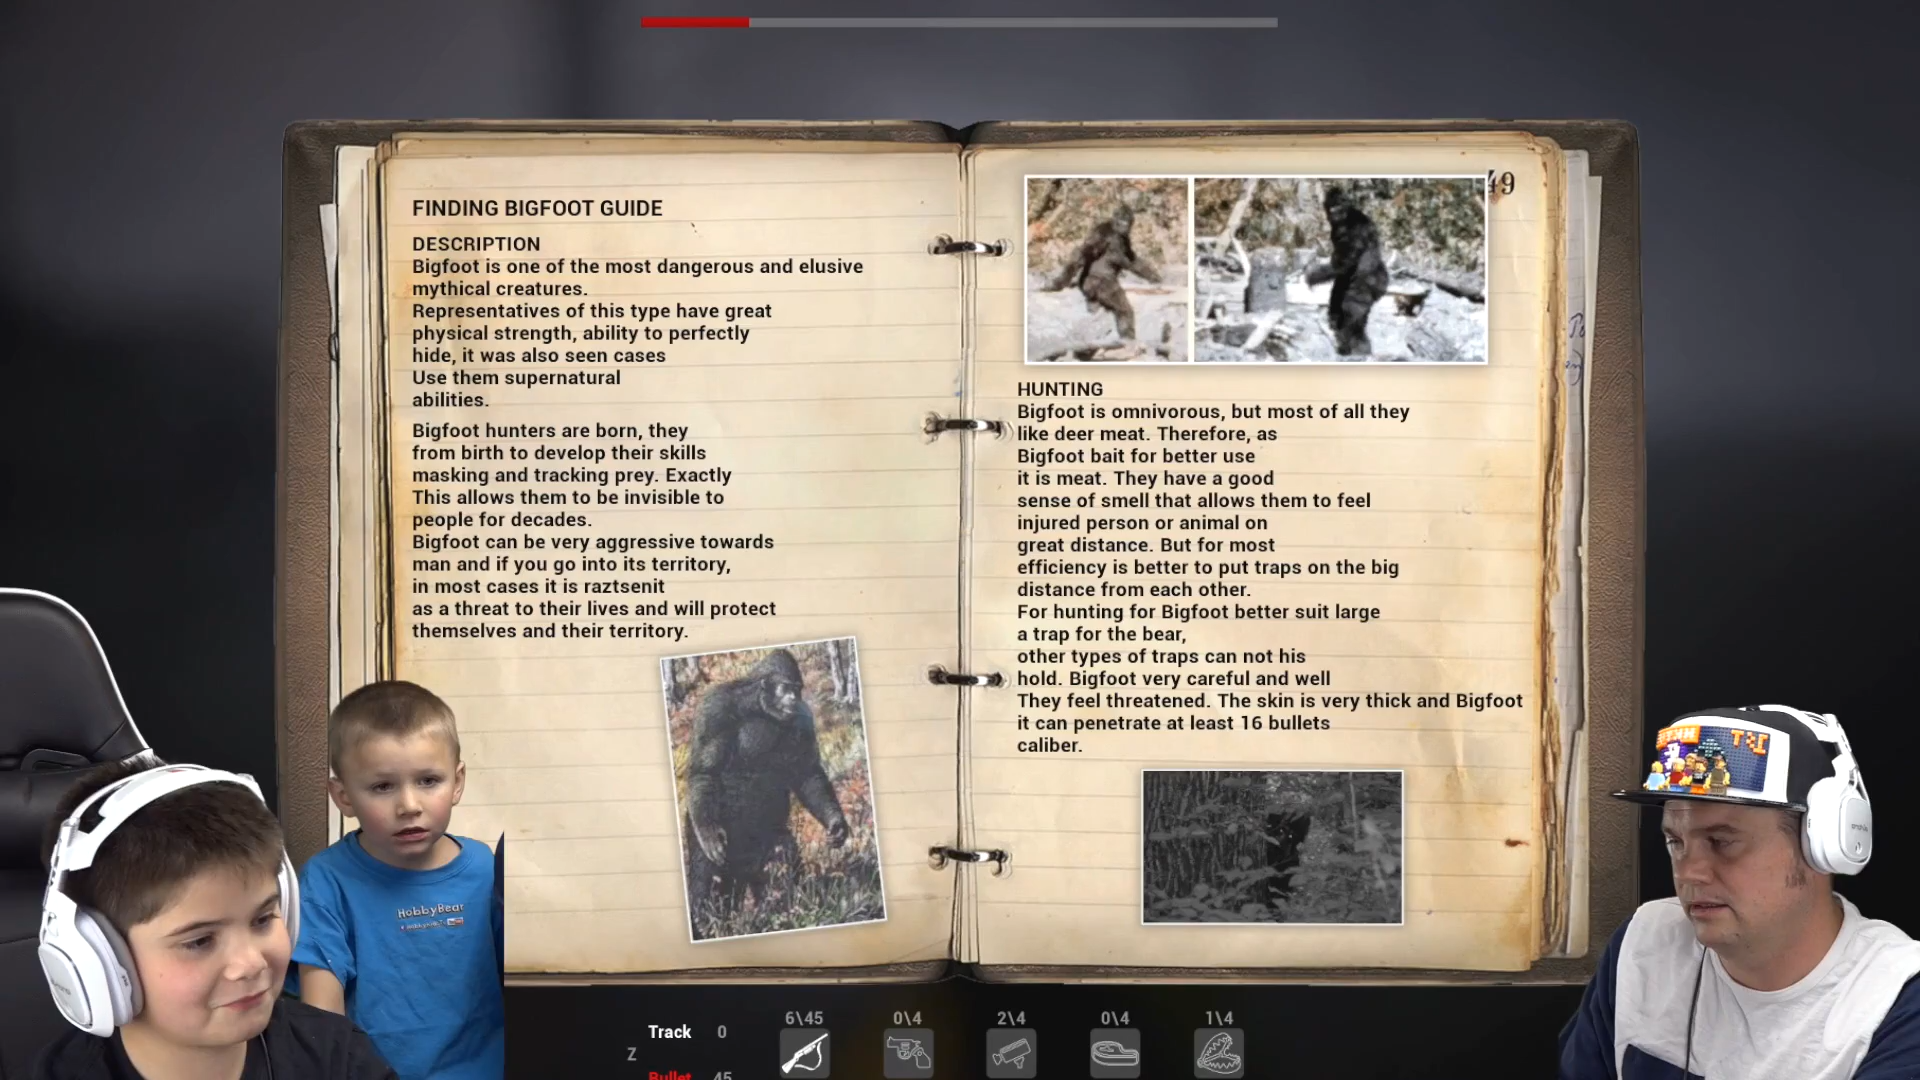 FINDING BIGFOOT GUIDE
DESCRIPTION
Bigfoot is one of the most dangerous and elusive
mythical creatures.
Representatives of this type have great
physical strength, ability to perfectly
hide, it was also seen cases
Use them supernatural
abilities.
Bigfoot hunters are born, they
from birth to develop their skills
masking and tracking prey. Exactly
This allows them to be invisible to
people for decades.
Bigfoot can be very aggressive towards
man and if you go into its territory,
in most cases it is raztsenit
as a threat to their lives and will protect
themselves and their territory.
49
HUNTING
Bigfoot is omnivorous, but most of all they
like deer meat. Therefore, as
Bigfoot bait for better use
it is meat. They have a good
sense of smell that allows them to feel
injured person or animal on
great distance. But for most
efficiency is better to put traps on the big
distance from each other.
For hunting for Bigfoot better suit large
a trap for the bear,
other types of traps can not his
hold. Bigfoot very careful and well
They feel threatened. The skin is very thick and Bigfoot
it can penetrate at least 16 bullets
caliber.
HobbyBear
Track 0
Z
Bullet 45
6\45
0\4
2\4
0\4
1\4